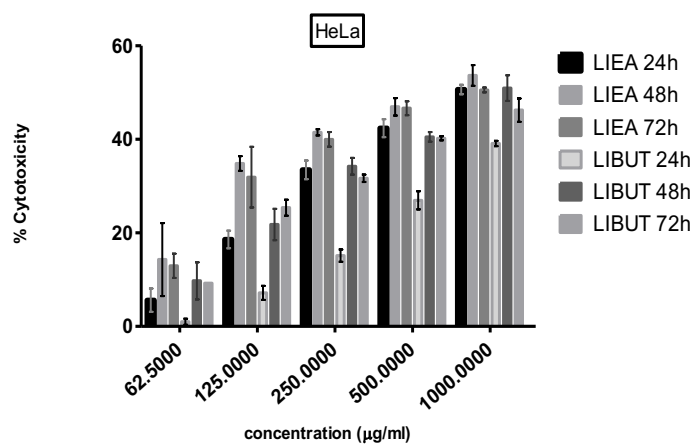 HeLa
60
40
20
0
% Cytotoxicity
62.5000
125.0000
250.0000
500.0000
1000.0000
concentration (μg/ml)
LIEA 24h
LIEA 48h
LIEA 72h
LIBUT 24h
LIBUT 48h
LIBUT 72h